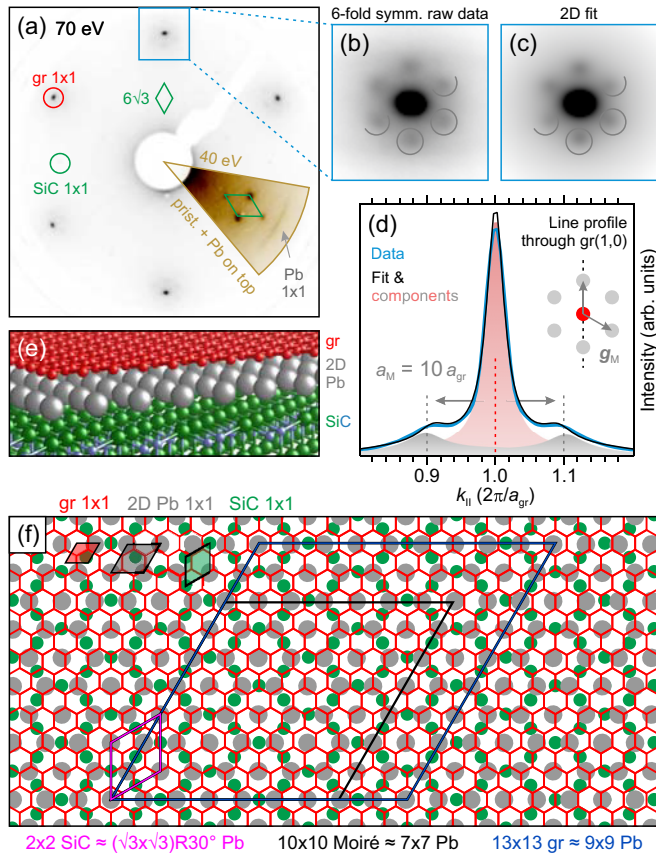 (a) 70 eV
gr 1x1
6√3
SiC 1x1
40 eV
prist. + Pb on top
Pb
1x1
6-fold symm. raw data
(b)
2D fit
(c)
(d)
Line profile
through gr(1,0)
Data
Fit &
components
g_M
a_M = 10 a_gr
Intensity (arb. units)
0.9 1.0 1.1
k_II (2π/a_gr)
(e)
gr
2D
Pb
SiC
gr 1x1 2D Pb 1x1 SiC 1x1
(f)
2x2 SiC ≈ (√3x√3)R30° Pb 10x10 Moiré ≈ 7x7 Pb 13x13 gr ≈ 9x9 Pb